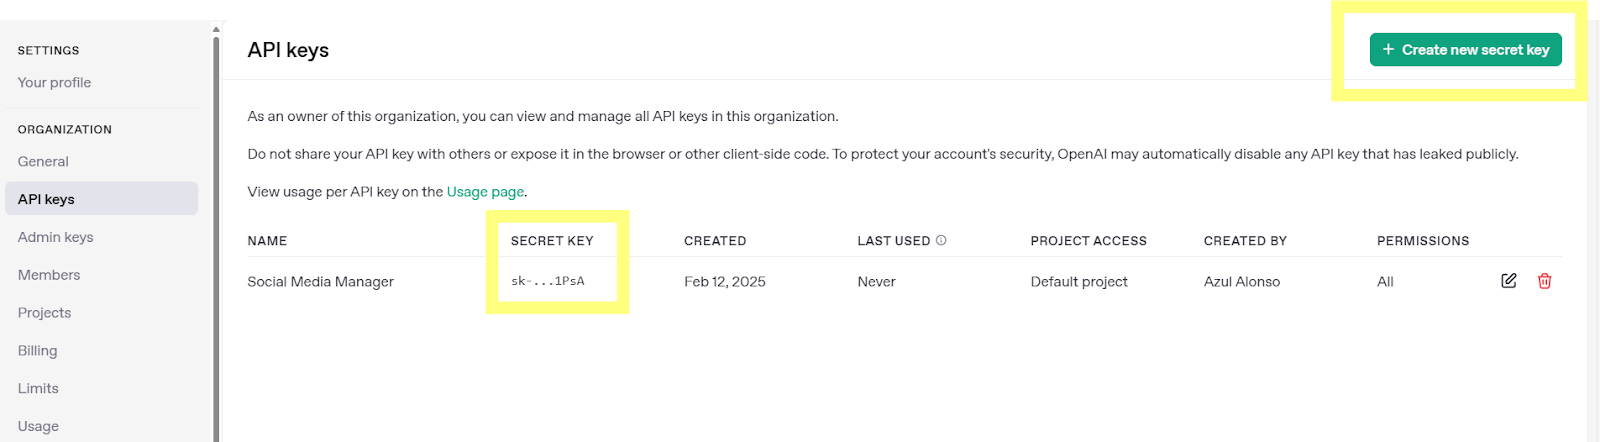 SETTINGS
Your profile
ORGANIZATION
General
API keys
Admin keys
Members
Projects
Billing
Limits
Usage
API keys
+ Create new secret key
As an owner of this organization, you can view and manage all API keys in this organization.
Do not share your API key with others or expose it in the browser or other client-side code. To protect your account's security, OpenAI may automatically disable any API key that has leaked publicly.
View usage per API key on the Usage page.
NAME SECRET KEY CREATED LAST USED PROJECT ACCESS CREATED BY PERMISSIONS
Social Media Manager sk-...1PsA Feb 12, 2025 Never Default project Azul Alonso All